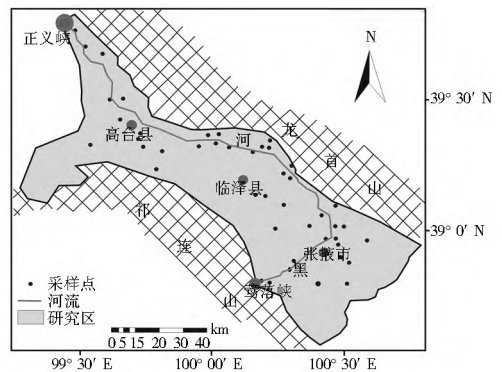 正义峡
N
39° 30′ N
高台县
河
龙
首
山
临泽县
祁
连
山
39° 0′ N
张掖市
黑
莺落峡
采样点
河流
研究区
0 5 15 20 30 40 km
99° 30′ E
100° 00′ E
100° 30′ E